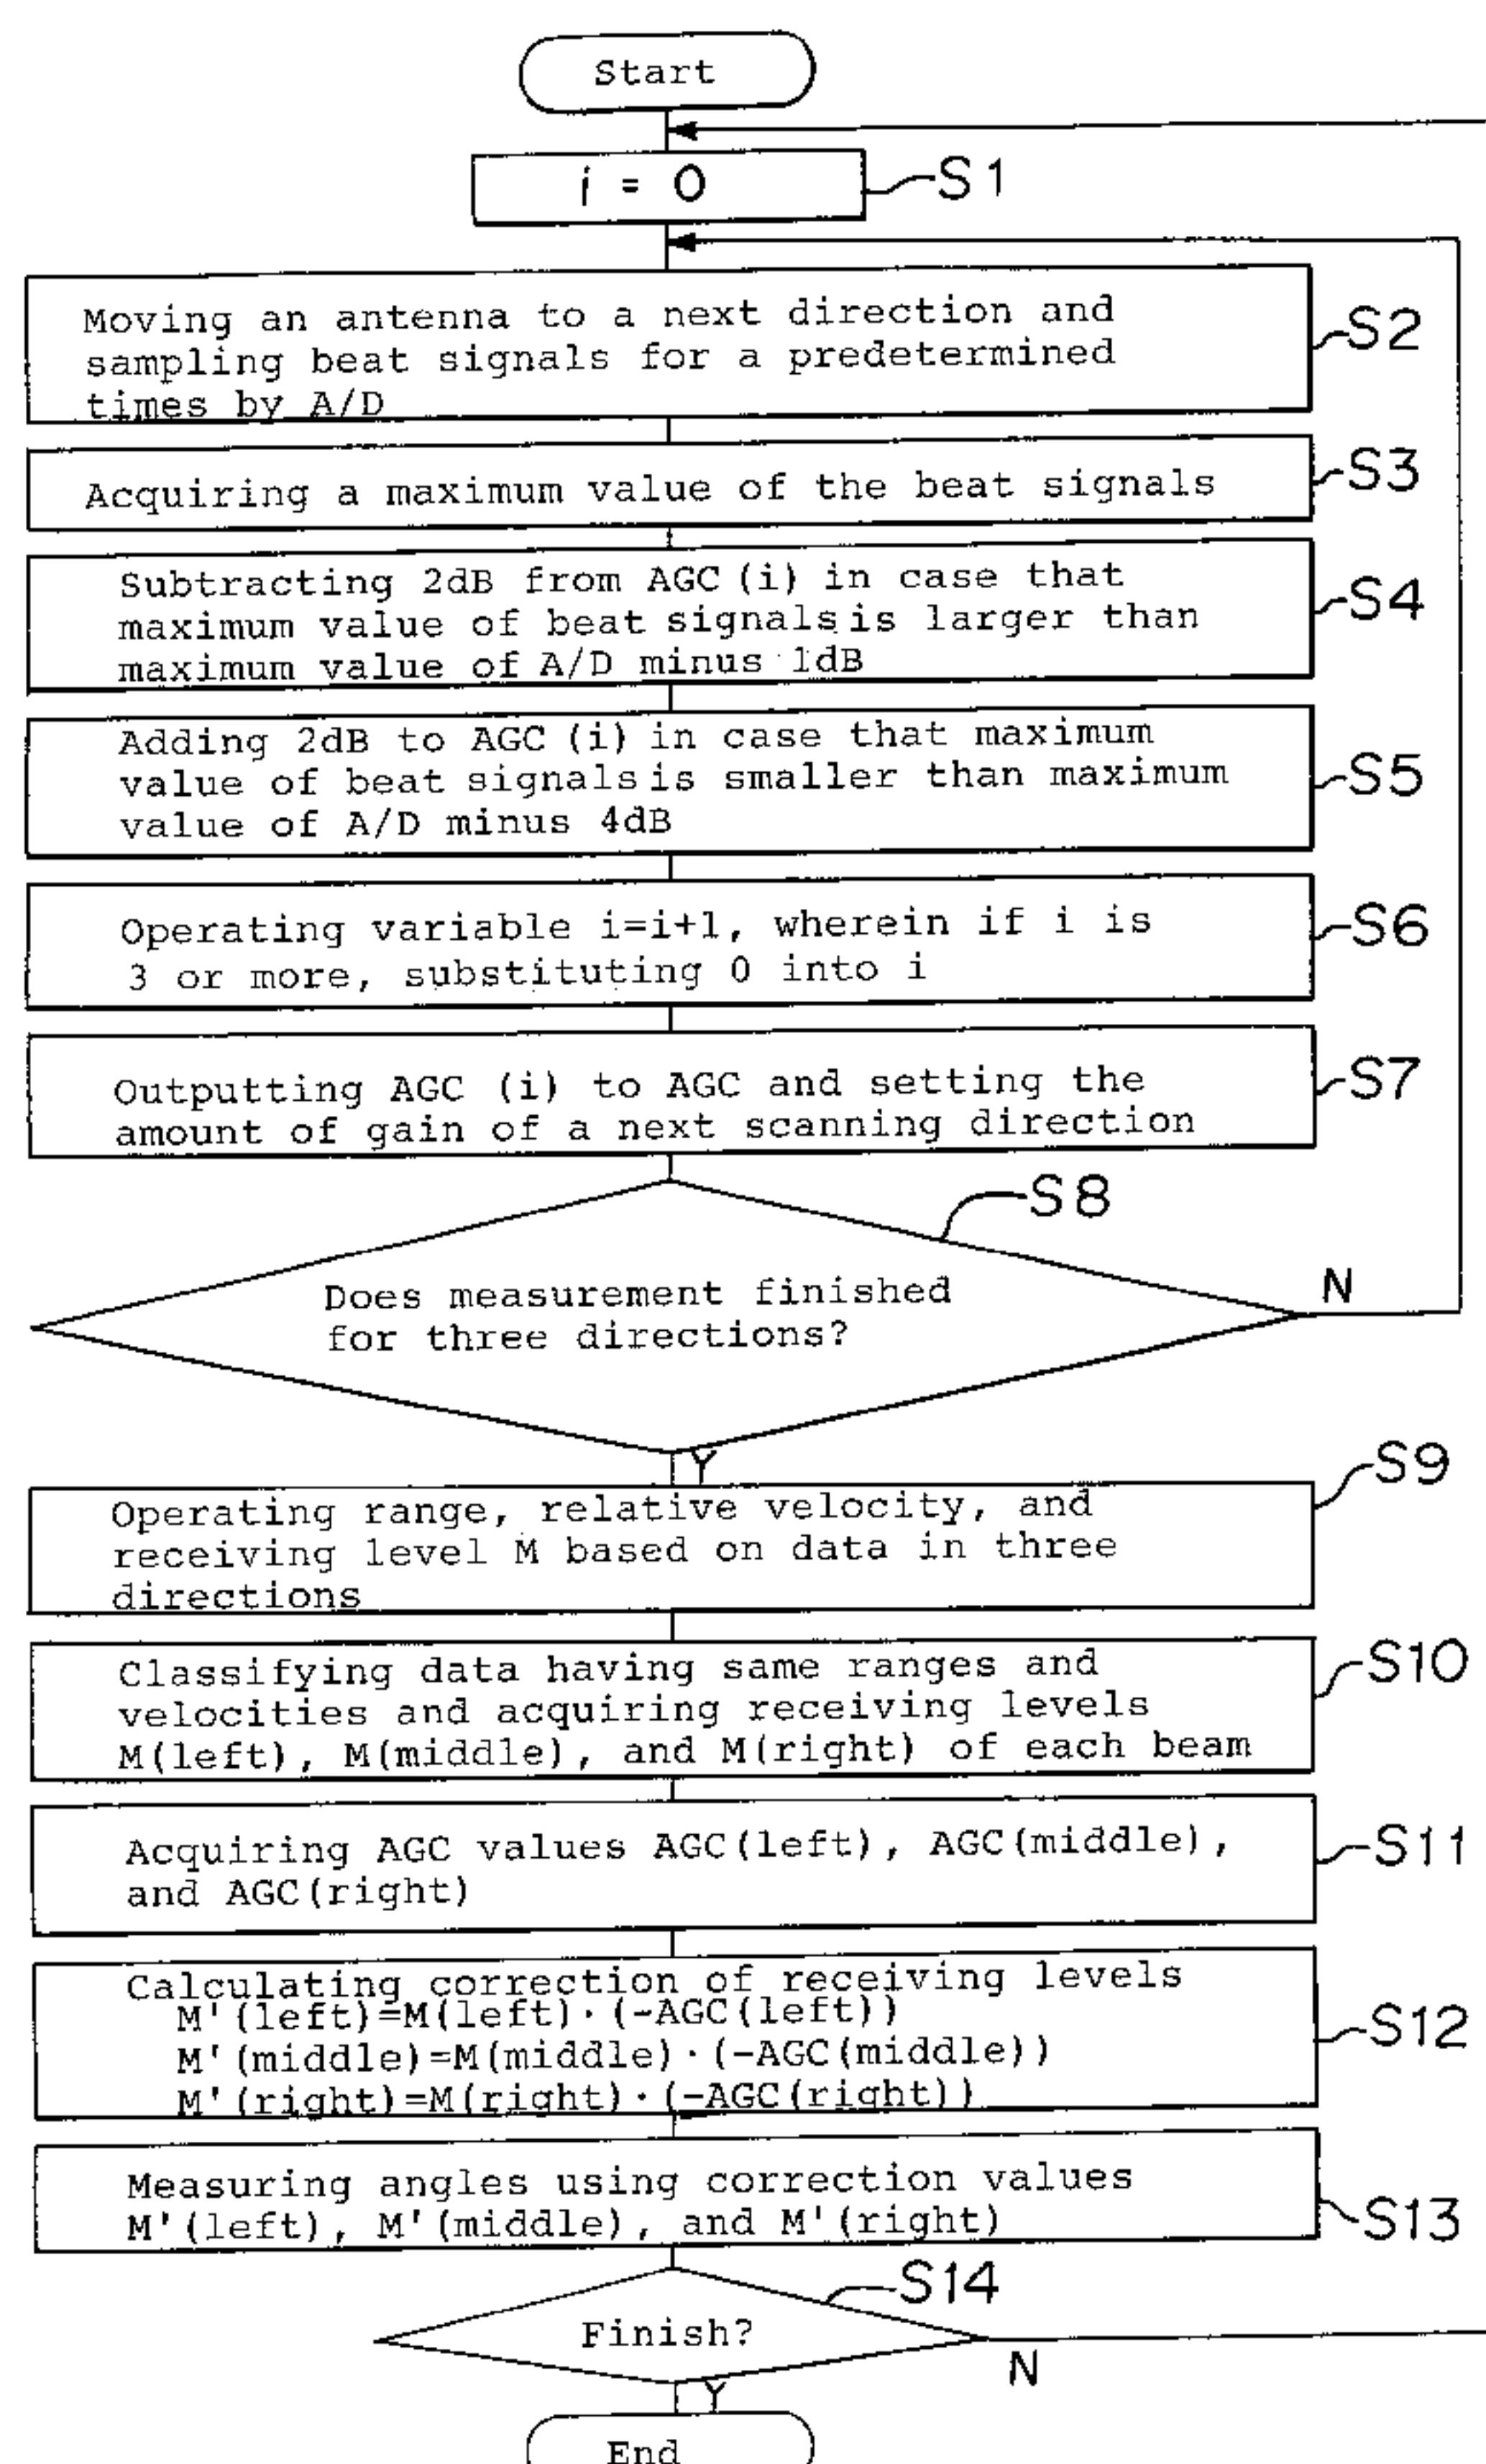 Start
i = 0
S1
Moving an antenna to a next direction and
sampling beat signals for a predetermined
times by A/D
S2
Acquiring a maximum value of the beat signals
S3
Subtracting 2dB from AGC (i) in case that
maximum value of beat signals is larger than
maximum value of A/D minus 1dB
S4
Adding 2dB to AGC (i) in case that maximum
value of beat signals is smaller than maximum
value of A/D minus 4dB
S5
Operating variable i=i+1, wherein if i is
3 or more, substituting 0 into i
S6
Outputting AGC (i) to AGC and setting the
amount of gain of a next scanning direction
S7
S8
Does measurement finished
for three directions?
N
Y
Operating range, relative velocity, and
receiving level M based on data in three
directions
S9
Classifying data having same ranges and
velocities and acquiring receiving levels
M(left), M(middle), and M(right) of each beam
S10
Acquiring AGC values AGC(left), AGC(middle),
and AGC(right)
S11
Calculating correction of receiving levels
M'(left)=M(left)·(-AGC(left))
M'(middle)=M(middle)·(-AGC(middle))
M'(right)=M(right)·(-AGC(right))
S12
Measuring angles using correction values
M'(left), M'(middle), and M'(right)
S13
S14
Finish?
N
Y
End